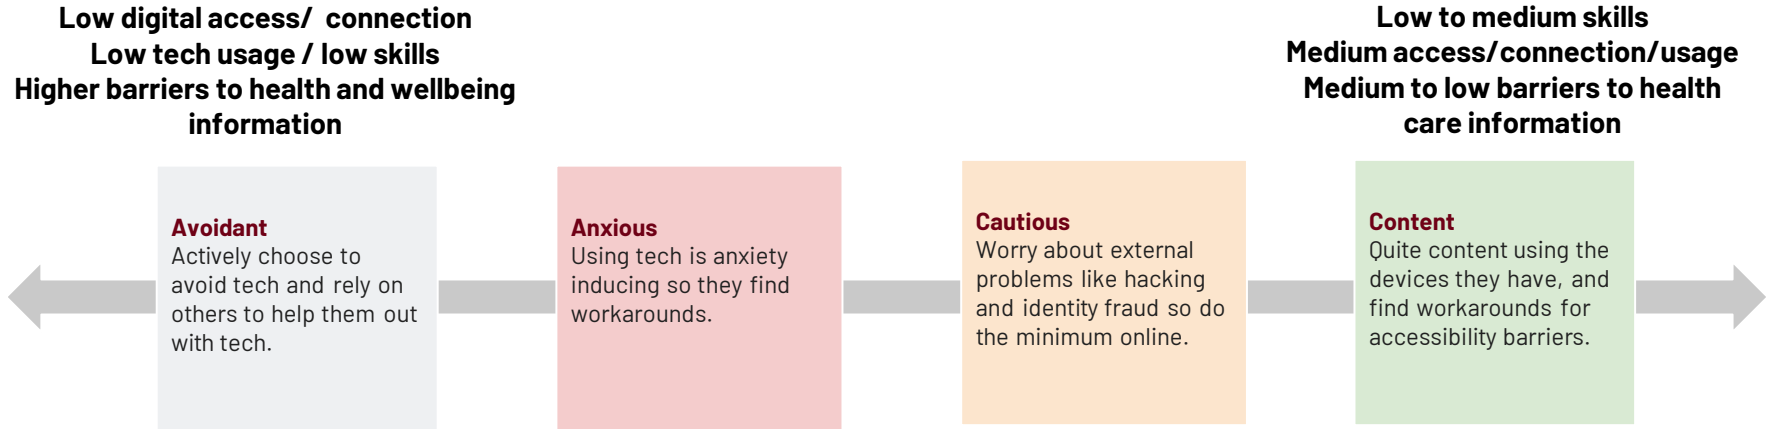 Low digital access/ connection
Low tech usage / low skills
Higher barriers to health and wellbeing
information
Low to medium skills
Medium access/connection/usage
Medium to low barriers to health
care information
Avoidant
Actively choose to
avoid tech and rely on
others to help them out
with tech.
Anxious
Using tech is anxiety
inducing so they find
workarounds.
Cautious
Worry about external
problems like hacking
and identity fraud so do
the minimum online.
Content
Quite content using the
devices they have, and
find workarounds for
accessibility barriers.